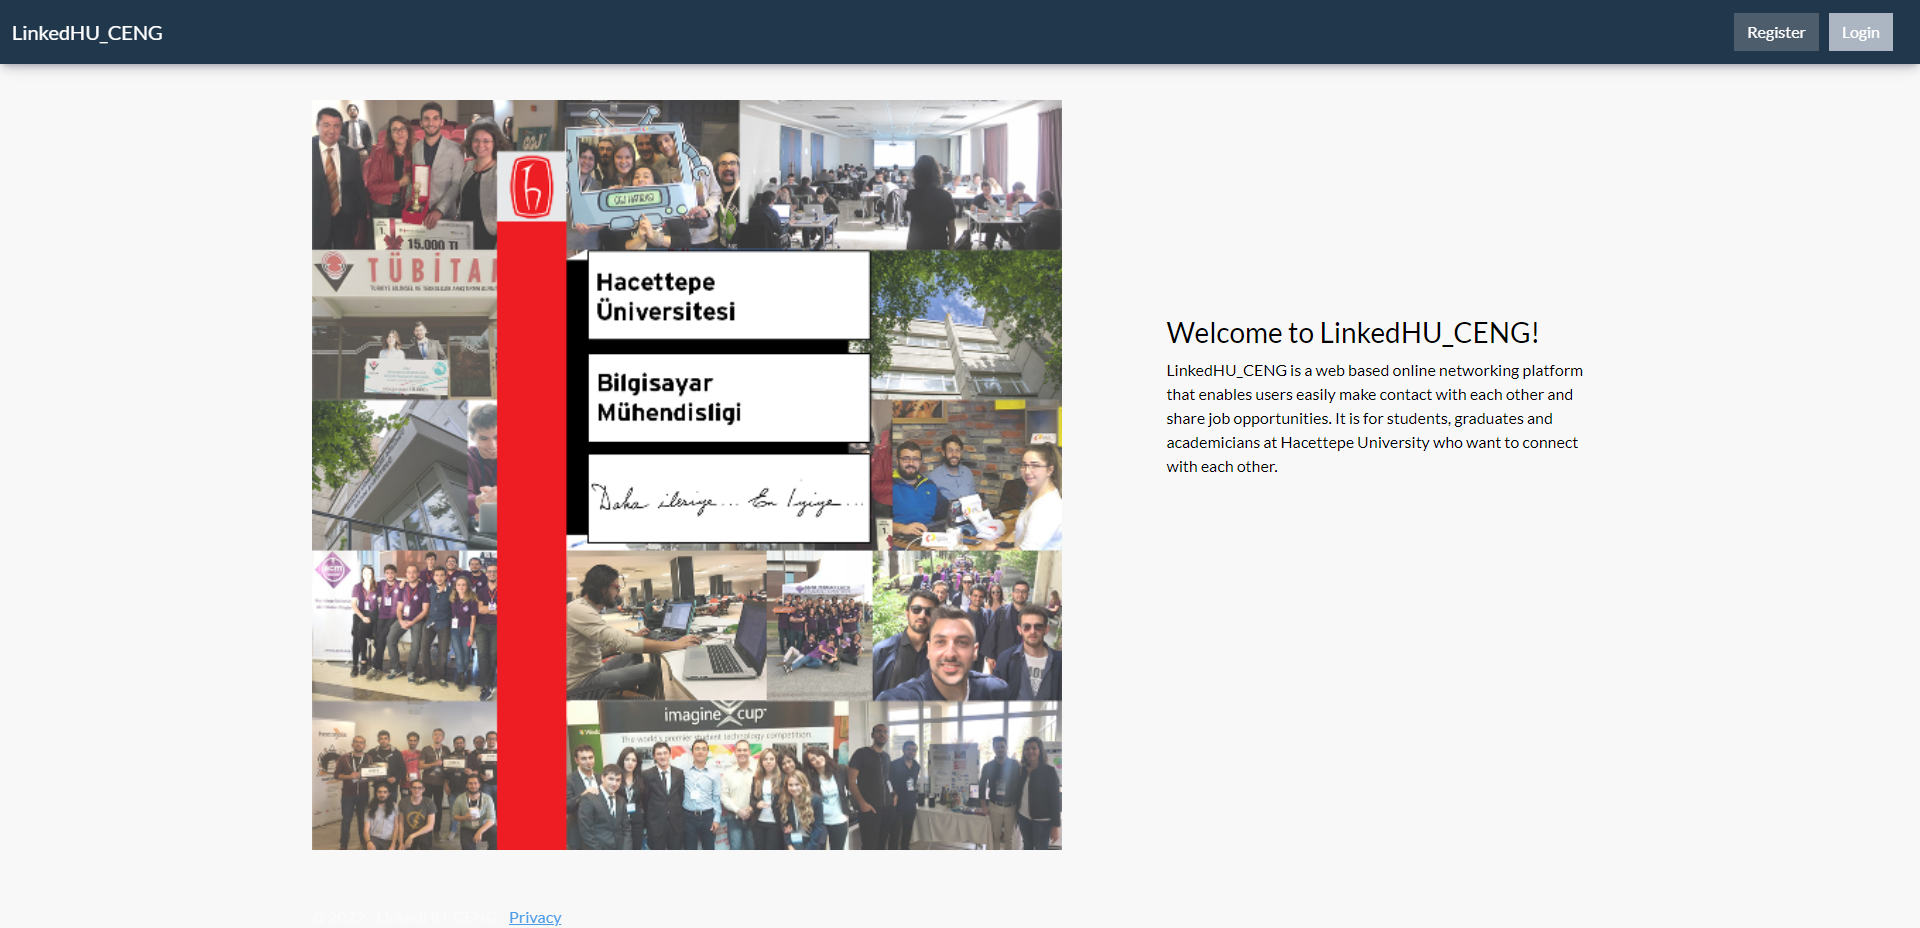 LinkedHU_CENG
Register
Login
15.000 TL
TÜBİTA
Hacettepe
Üniversitesi
Bilgisayar
Mühendisligi
Daha ileriye... En İyiye...
acm
imagine cup
The world's premier student technology competition.
Welcome to LinkedHU_CENG!
LinkedHU_CENG is a web based online networking platform
that enables users easily make contact with each other and
share job opportunities. It is for students, graduates and
academicians at Hacettepe University who want to connect
with each other.
© 2022 - LinkedHU_CENG -
Privacy